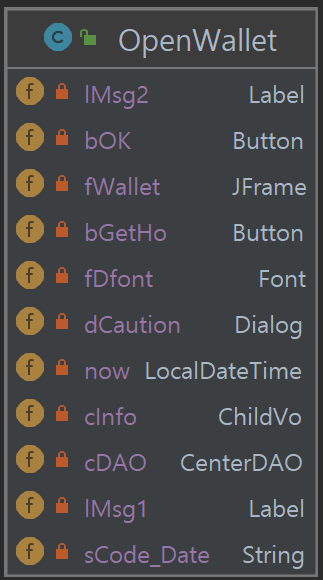 C OpenWallet
f lMsg2 Label
f bOK Button
f fWallet JFrame
f bGetHo Button
f fDfont Font
f dCaution Dialog
f now LocalDateTime
f cInfo ChildVo
f cDAO CenterDAO
f lMsg1 Label
f sCode_Date String